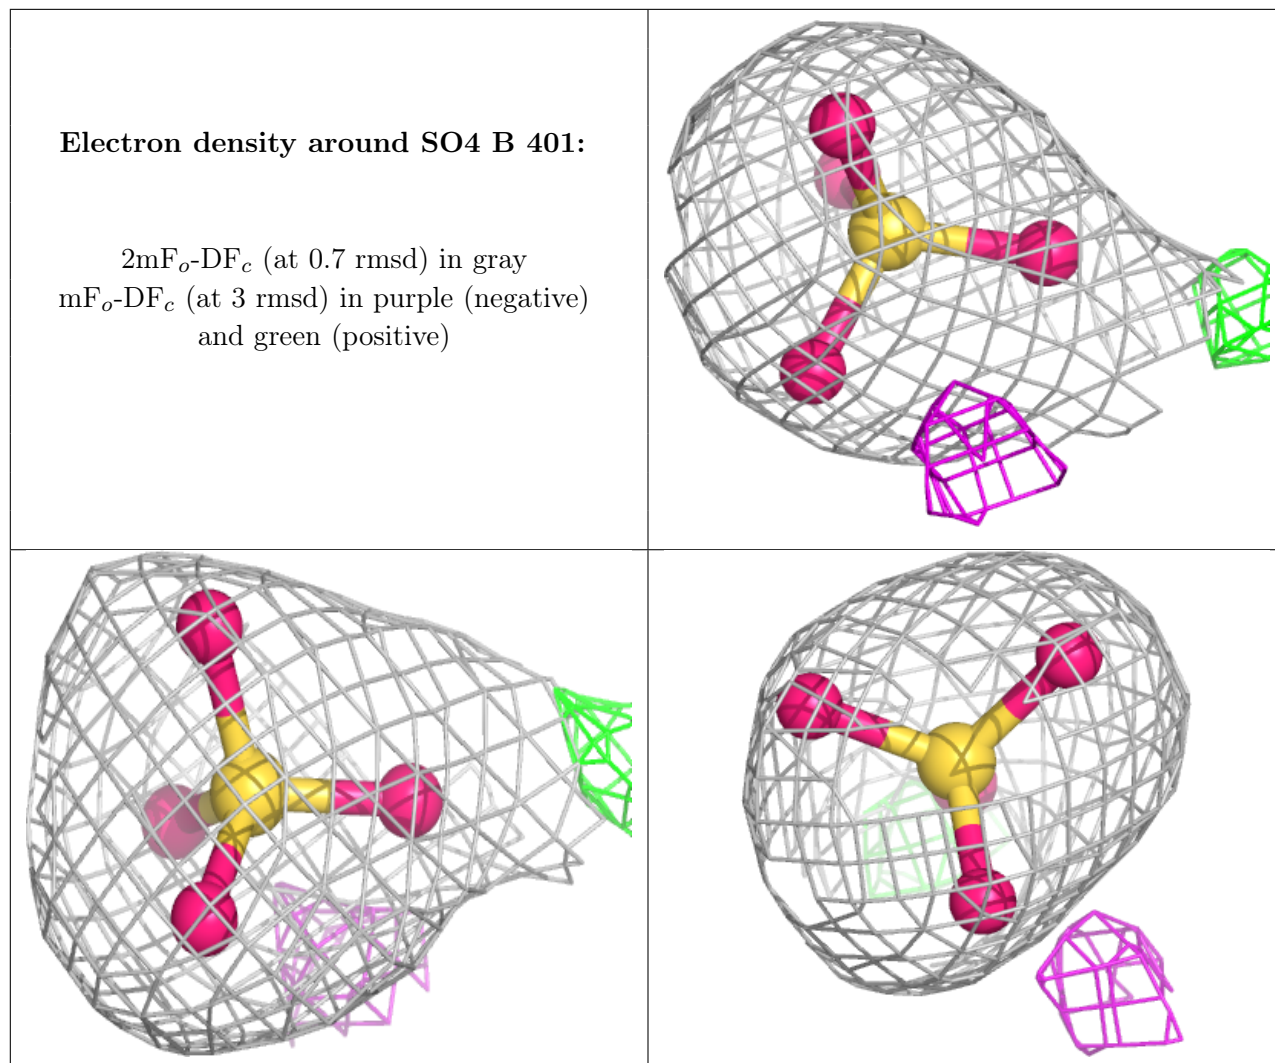 Electron density around SO4 B 401:
2mFo-DFc (at 0.7 rmsd) in gray
mFo-DFc (at 3 rmsd) in purple (negative)
and green (positive)